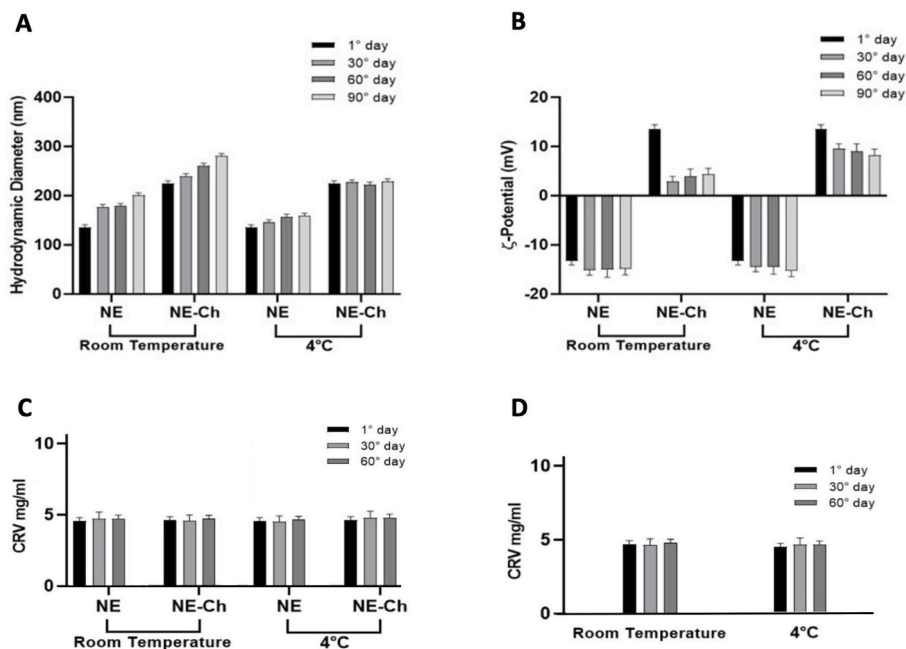 A
1° day
30° day
60° day
90° day
Hydrodynamic Diameter (nm)
400
300
200
100
0
NE
NE-Ch
NE
NE-Ch
Room Temperature
4°C
B
1° day
30° day
60° day
90° day
ζ-Potential (mV)
20
10
0
-10
-20
NE
NE-Ch
NE
NE-Ch
Room Temperature
4°C
C
1° day
30° day
60° day
CRV mg/ml
10
5
0
NE
NE-Ch
NE
NE-Ch
Room Temperature
4°C
D
1° day
30° day
60° day
CRV mg/ml
10
5
0
Room Temperature
4°C